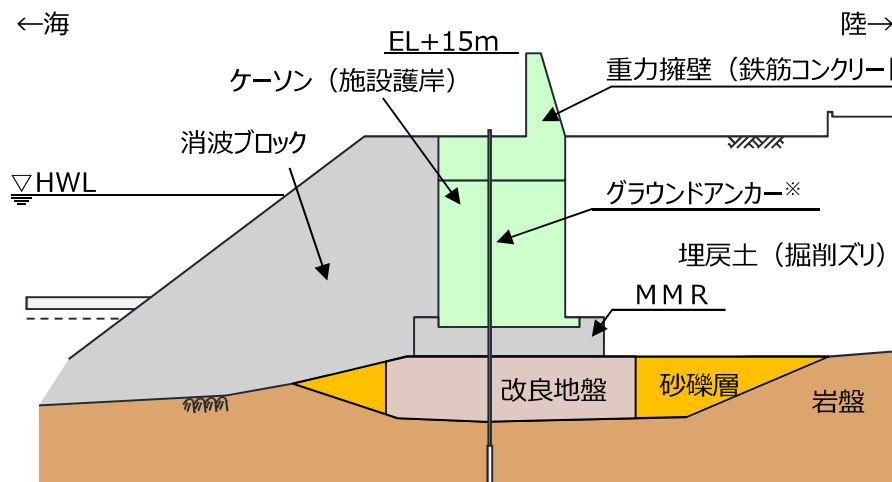 ←海
陸→
EL+15m
重力擁壁（鉄筋コンクリート
ケーソン（施設護岸）
消波ブロック
▽HWL
グラウンドアンカー※
埋戻土（掘削ズリ）
ＭＭＲ
改良地盤
砂礫層
岩盤